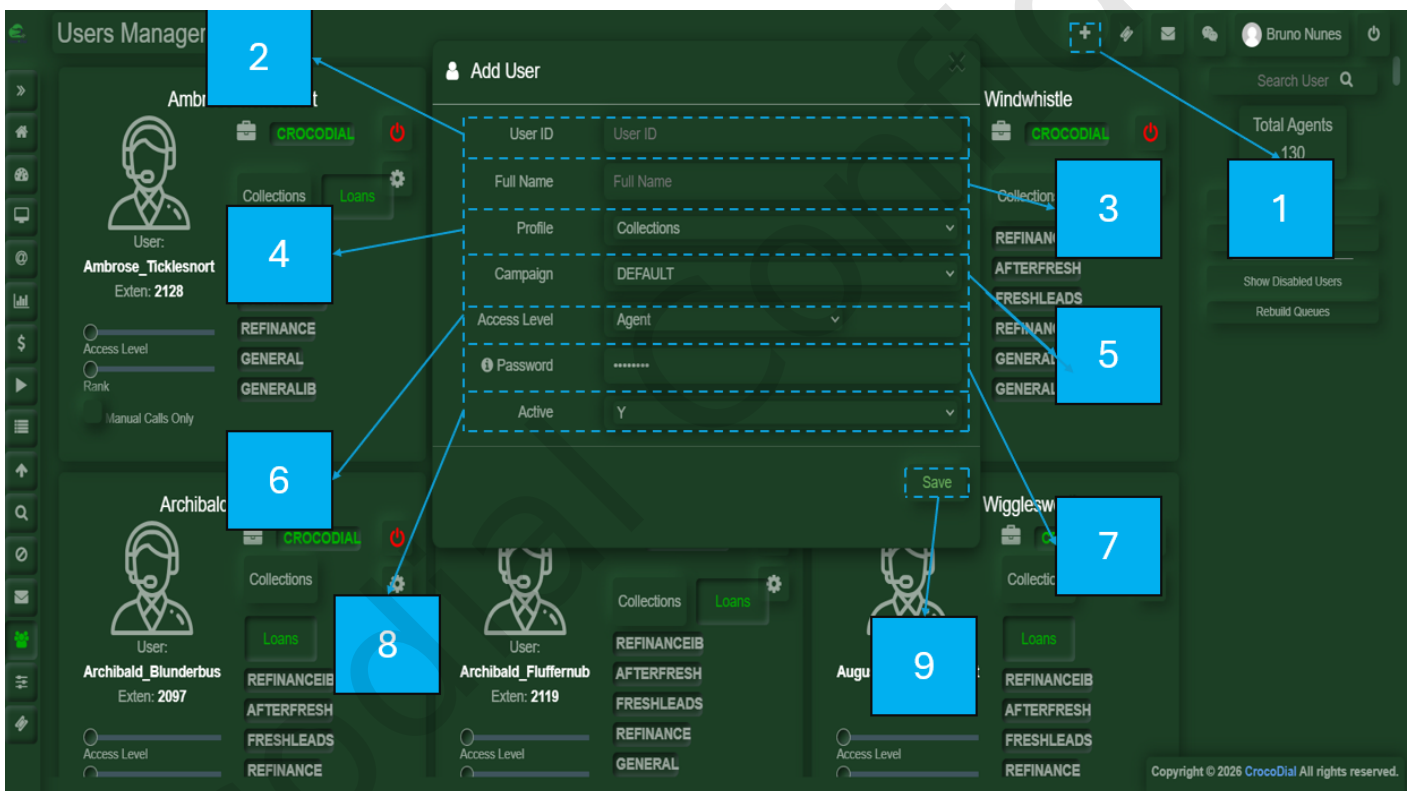 Users Manager
2
+
Bruno Nunes
Add User
Search User
Total Agents
130
1
Show Disabled Users
Rebuild Queues
User ID
User ID
Full Name
Full Name
Profile
Collections
Campaign
DEFAULT
Access Level
Agent
Password
••••••••
Active
Y
Save
3
4
5
6
7
8
9
CROCODIAL
Collections
Loans
User:
Ambrose_Ticklesnort
Exten: 2128
REFINANCE
GENERAL
GENERALIB
Access Level
Rank
Manual Calls Only
Windwhistle
CROCODIAL
AFTERFRESH
FRESHLEADS
CROCODIAL
Collections
Loans
User:
Archibald_Blunderbus
Exten: 2097
REFINANCEIB
AFTERFRESH
FRESHLEADS
REFINANCE
Access Level
Collections
Loans
User:
Archibald_Fluffernub
Exten: 2119
REFINANCEIB
AFTERFRESH
FRESHLEADS
REFINANCE
GENERAL
Access Level
Loans
REFINANCEIB
AFTERFRESH
FRESHLEADS
REFINANCE
Access Level
Copyright © 2026 CrocoDial All rights reserved.